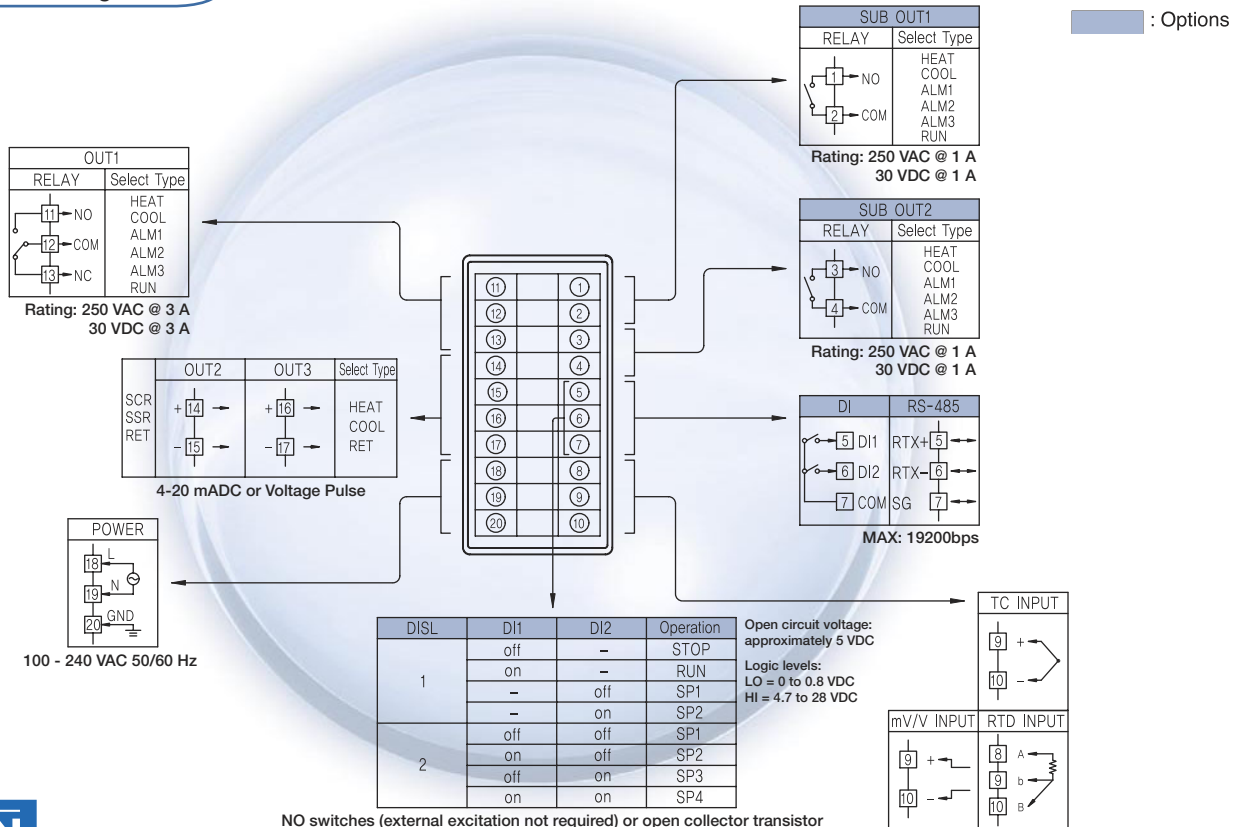 : Options
SUB OUT1
RELAY Select Type
1 NO
2 COM
HEAT
COOL
ALM1
ALM2
ALM3
RUN
Rating: 250 VAC @ 1 A
30 VDC @ 1 A
OUT1
RELAY Select Type
11 NO
12 COM
13 NC
HEAT
COOL
ALM1
ALM2
ALM3
RUN
Rating: 250 VAC @ 3 A
30 VDC @ 3 A
SUB OUT2
RELAY Select Type
3 NO
4 COM
HEAT
COOL
ALM1
ALM2
ALM3
RUN
Rating: 250 VAC @ 1 A
30 VDC @ 1 A
11 1
12 2
13 3
14 4
15 5
16 6
17 7
18 8
19 9
20 10
OUT2 OUT3 Select Type
SCR
SSR
RET
+ 14 + 16
- 15 - 17
HEAT
COOL
RET
4-20 mADC or Voltage Pulse
DI RS-485
5 DI1 RTX+ 5
6 DI2 RTX- 6
7 COM SG 7
MAX: 19200bps
POWER
18 L
19 N
20 GND
100 - 240 VAC 50/60 Hz
DISL DI1 DI2 Operation
1 off – STOP
on – RUN
– off SP1
– on SP2
2 off off SP1
on off SP2
off on SP3
on on SP4
Open circuit voltage:
approximately 5 VDC
Logic levels:
LO = 0 to 0.8 VDC
HI = 4.7 to 28 VDC
NO switches (external excitation not required) or open collector transistor
TC INPUT
9 +
10 -
mV/V INPUT
9 +
10 -
RTD INPUT
8 A
9 b
10 B